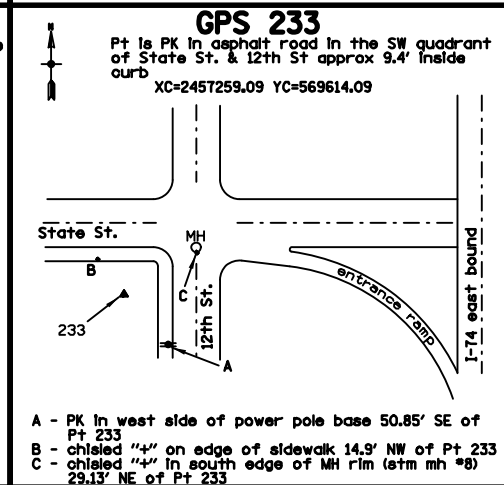 GPS 233
N
Pt is PK in asphalt road in the SW quadrant
of State St. & 12th St approx 9.4' inside
curb
XC=2457259.09 YC=569614.09
State St.
MH
B
C
12th St.
233
A
entrance ramp
I-74 east bound
A - PK in west side of power pole base 50.85' SE of
Pt 233
B - chisled "+" on edge of sidewalk 14.9' NW of Pt 233
C - chisled "+" in south edge of MH rim (stm mh #8)
29.13' NE of Pt 233